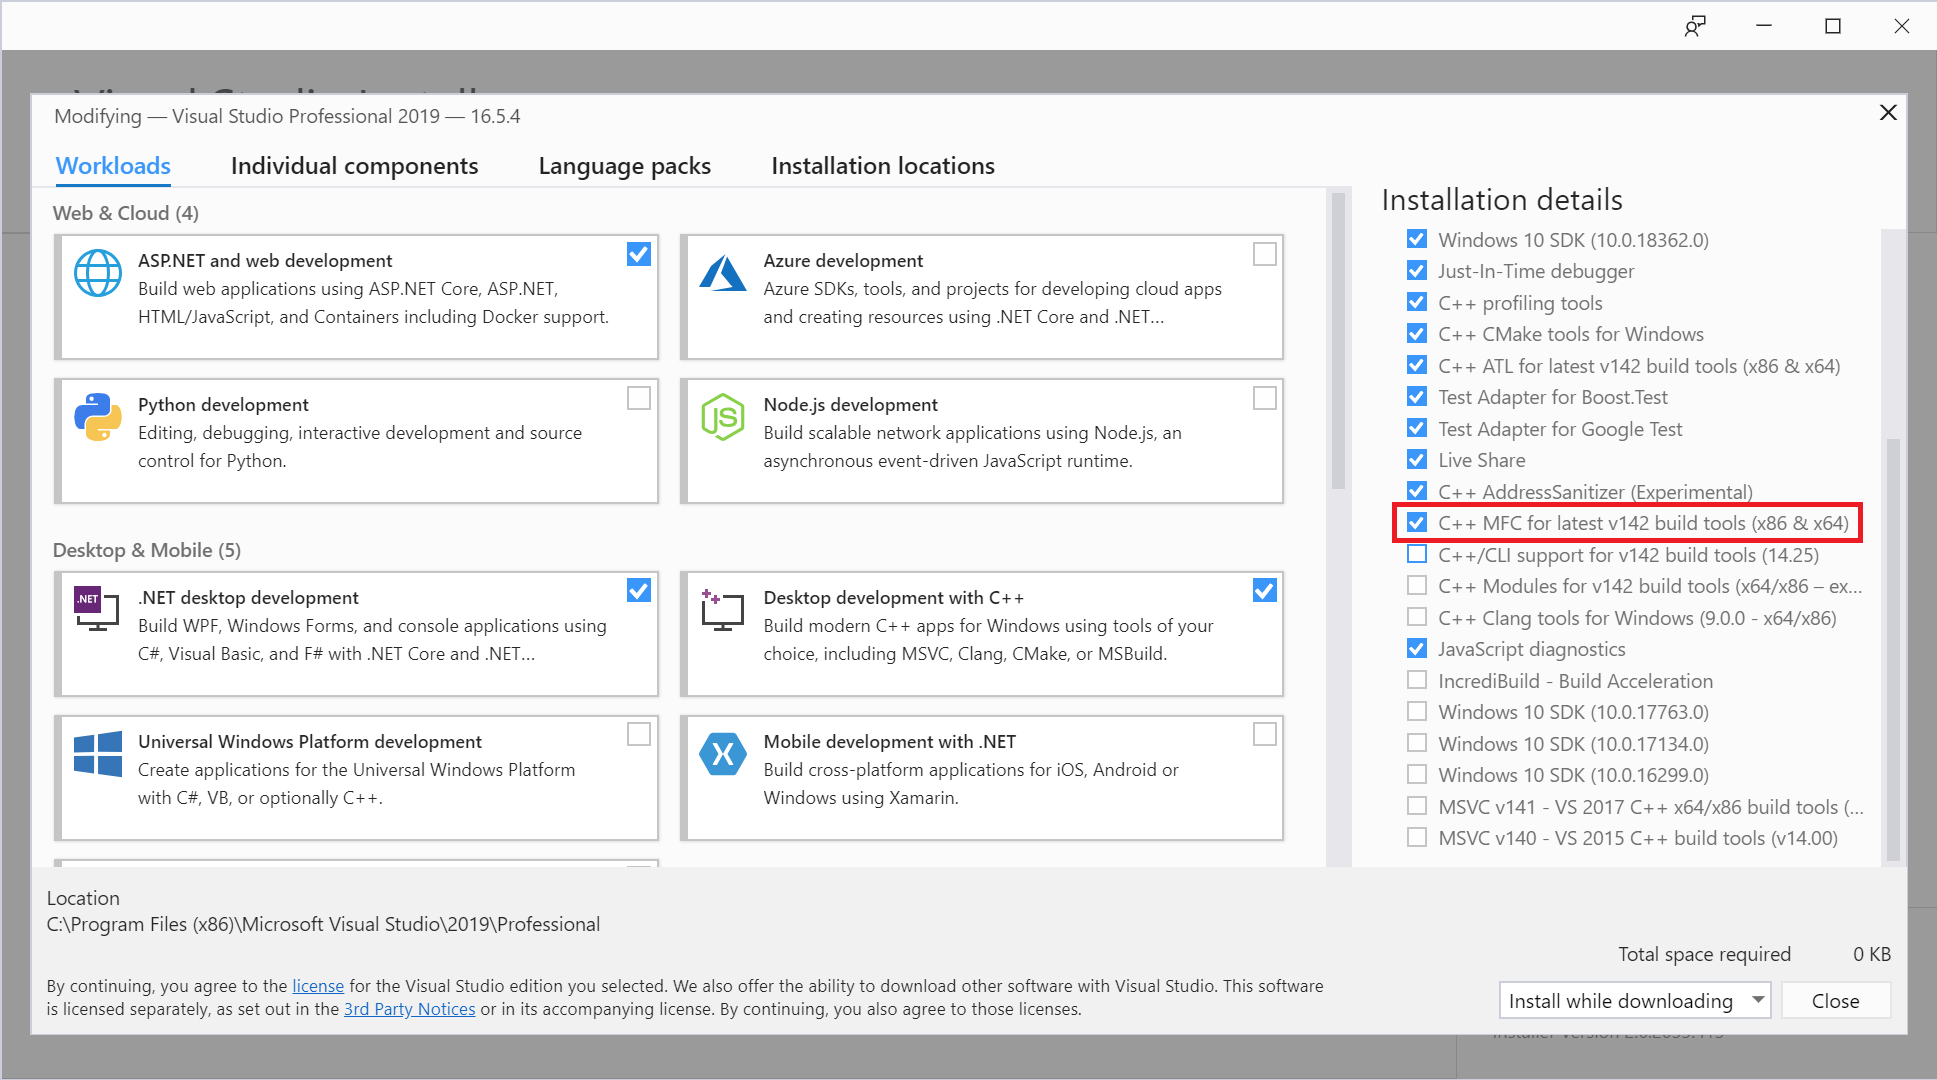 Modifying — Visual Studio Professional 2019 — 16.5.4
Workloads
Individual components
Language packs
Installation locations
Web & Cloud (4)
ASP.NET and web development
Build web applications using ASP.NET Core, ASP.NET,
HTML/JavaScript, and Containers including Docker support.
Azure development
Azure SDKs, tools, and projects for developing cloud apps
and creating resources using .NET Core and .NET...
Python development
Editing, debugging, interactive development and source
control for Python.
JS
Node.js development
Build scalable network applications using Node.js, an
asynchronous event-driven JavaScript runtime.
Desktop & Mobile (5)
.NET
.NET desktop development
Build WPF, Windows Forms, and console applications using
C#, Visual Basic, and F# with .NET Core and .NET...
Desktop development with C++
Build modern C++ apps for Windows using tools of your
choice, including MSVC, Clang, CMake, or MSBuild.
Universal Windows Platform development
Create applications for the Universal Windows Platform
with C#, VB, or optionally C++.
Mobile development with .NET
Build cross-platform applications for iOS, Android or
Windows using Xamarin.
Installation details
Windows 10 SDK (10.0.18362.0)
Just-In-Time debugger
C++ profiling tools
C++ CMake tools for Windows
C++ ATL for latest v142 build tools (x86 & x64)
Test Adapter for Boost.Test
Test Adapter for Google Test
Live Share
C++ AddressSanitizer (Experimental)
C++ MFC for latest v142 build tools (x86 & x64)
C++/CLI support for v142 build tools (14.25)
C++ Modules for v142 build tools (x64/x86 – ex...
C++ Clang tools for Windows (9.0.0 - x64/x86)
JavaScript diagnostics
IncrediBuild - Build Acceleration
Windows 10 SDK (10.0.17763.0)
Windows 10 SDK (10.0.17134.0)
Windows 10 SDK (10.0.16299.0)
MSVC v141 - VS 2017 C++ x64/x86 build tools (...
MSVC v140 - VS 2015 C++ build tools (v14.00)
Location
C:\Program Files (x86)\Microsoft Visual Studio\2019\Professional
Total space required 0 KB
By continuing, you agree to the license for the Visual Studio edition you selected. We also offer the ability to download other software with Visual Studio. This software
is licensed separately, as set out in the 3rd Party Notices or in its accompanying license. By continuing, you also agree to those licenses.
Install while downloading
Close